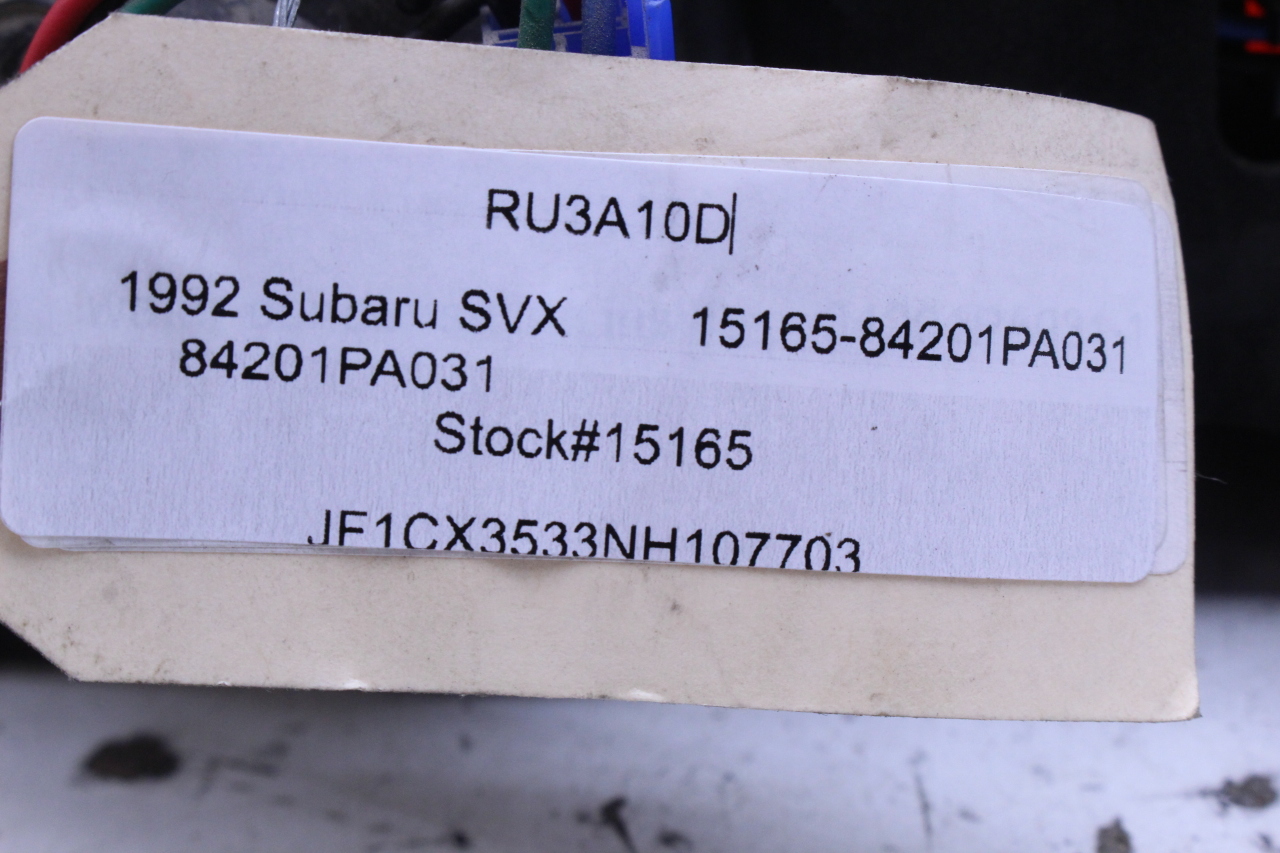 RU3A10D|
1992 Subaru SVX 15165-84201PA031
84201PA031
Stock#15165
JF1CX3533NH107703